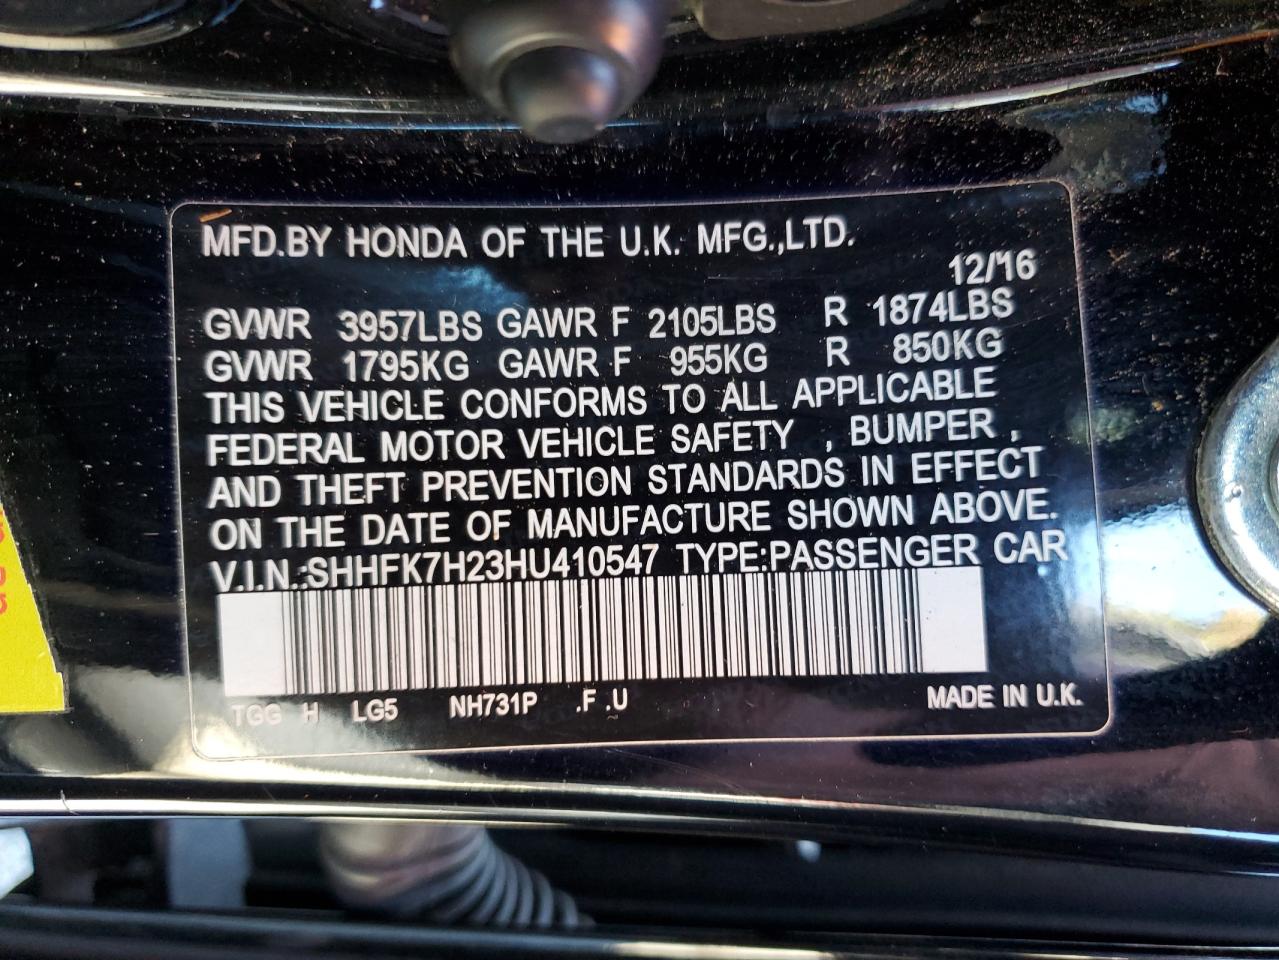 MFD.BY HONDA OF THE U.K. MFG.,LTD.
12/16
GVWR 3957LBS GAWR F 2105LBS R 1874LBS
GVWR 1795KG GAWR F 955KG R 850KG
THIS VEHICLE CONFORMS TO ALL APPLICABLE
FEDERAL MOTOR VEHICLE SAFETY , BUMPER ,
AND THEFT PREVENTION STANDARDS IN EFFECT
ON THE DATE OF MANUFACTURE SHOWN ABOVE.
V.I.N.:SHHFK7H23HU410547 TYPE:PASSENGER CAR
TGG H LG5 NH731P .F .U MADE IN U.K.